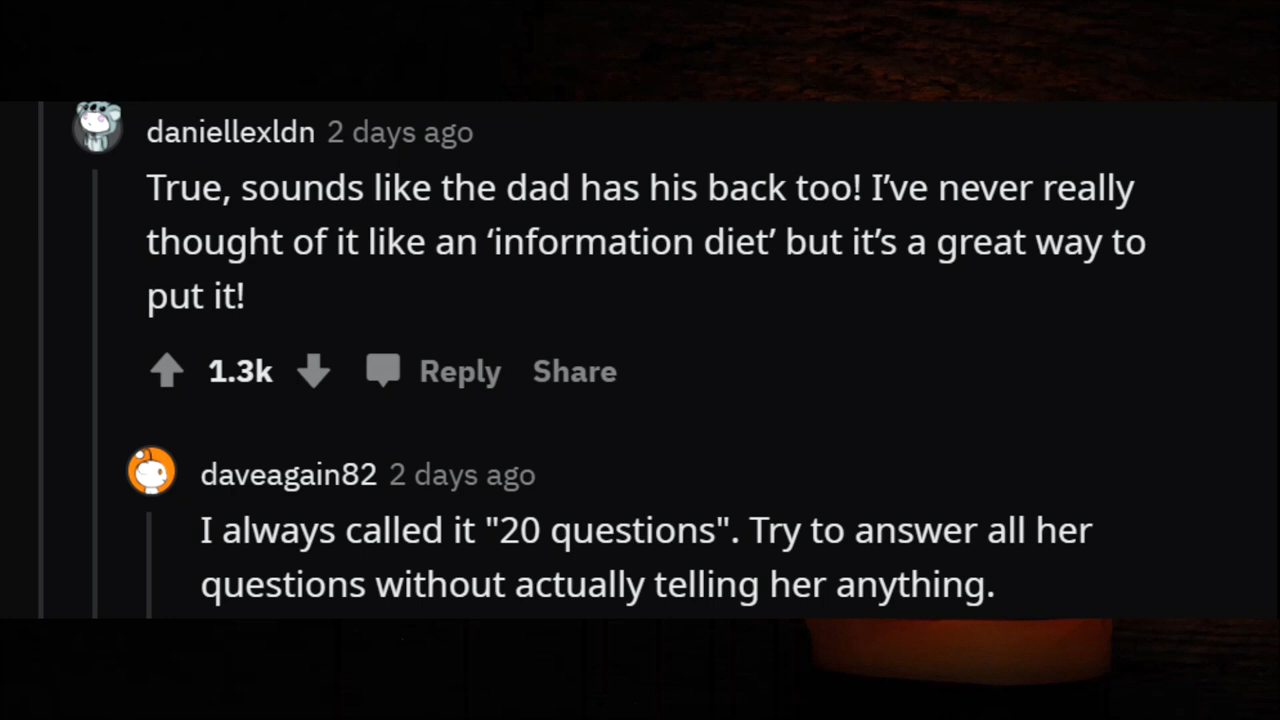 daniellexldn 2 days ago
True, sounds like the dad has his back too! I’ve never really
thought of it like an ‘information diet’ but it’s a great way to
put it!
1.3k Reply Share
daveagain82 2 days ago
I always called it "20 questions". Try to answer all her
questions without actually telling her anything.